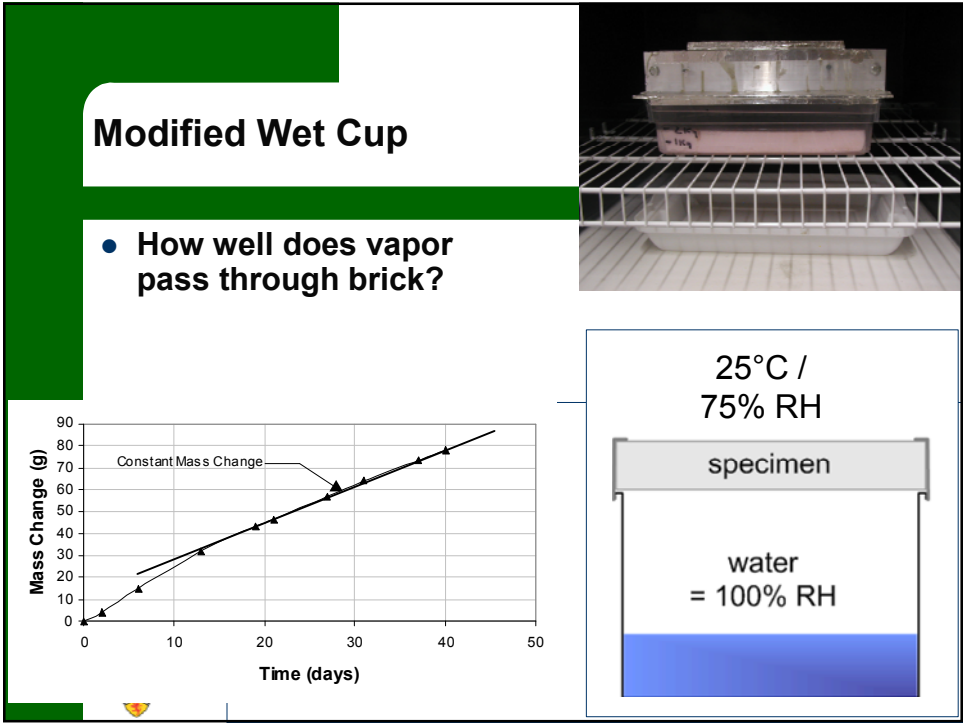 Modified Wet Cup
● How well does vapor
pass through brick?
25°C /
75% RH
specimen
water
= 100% RH
Mass Change (g)
90
80
70
60
50
40
30
20
10
0
Constant Mass Change
0 10 20 30 40 50
Time (days)